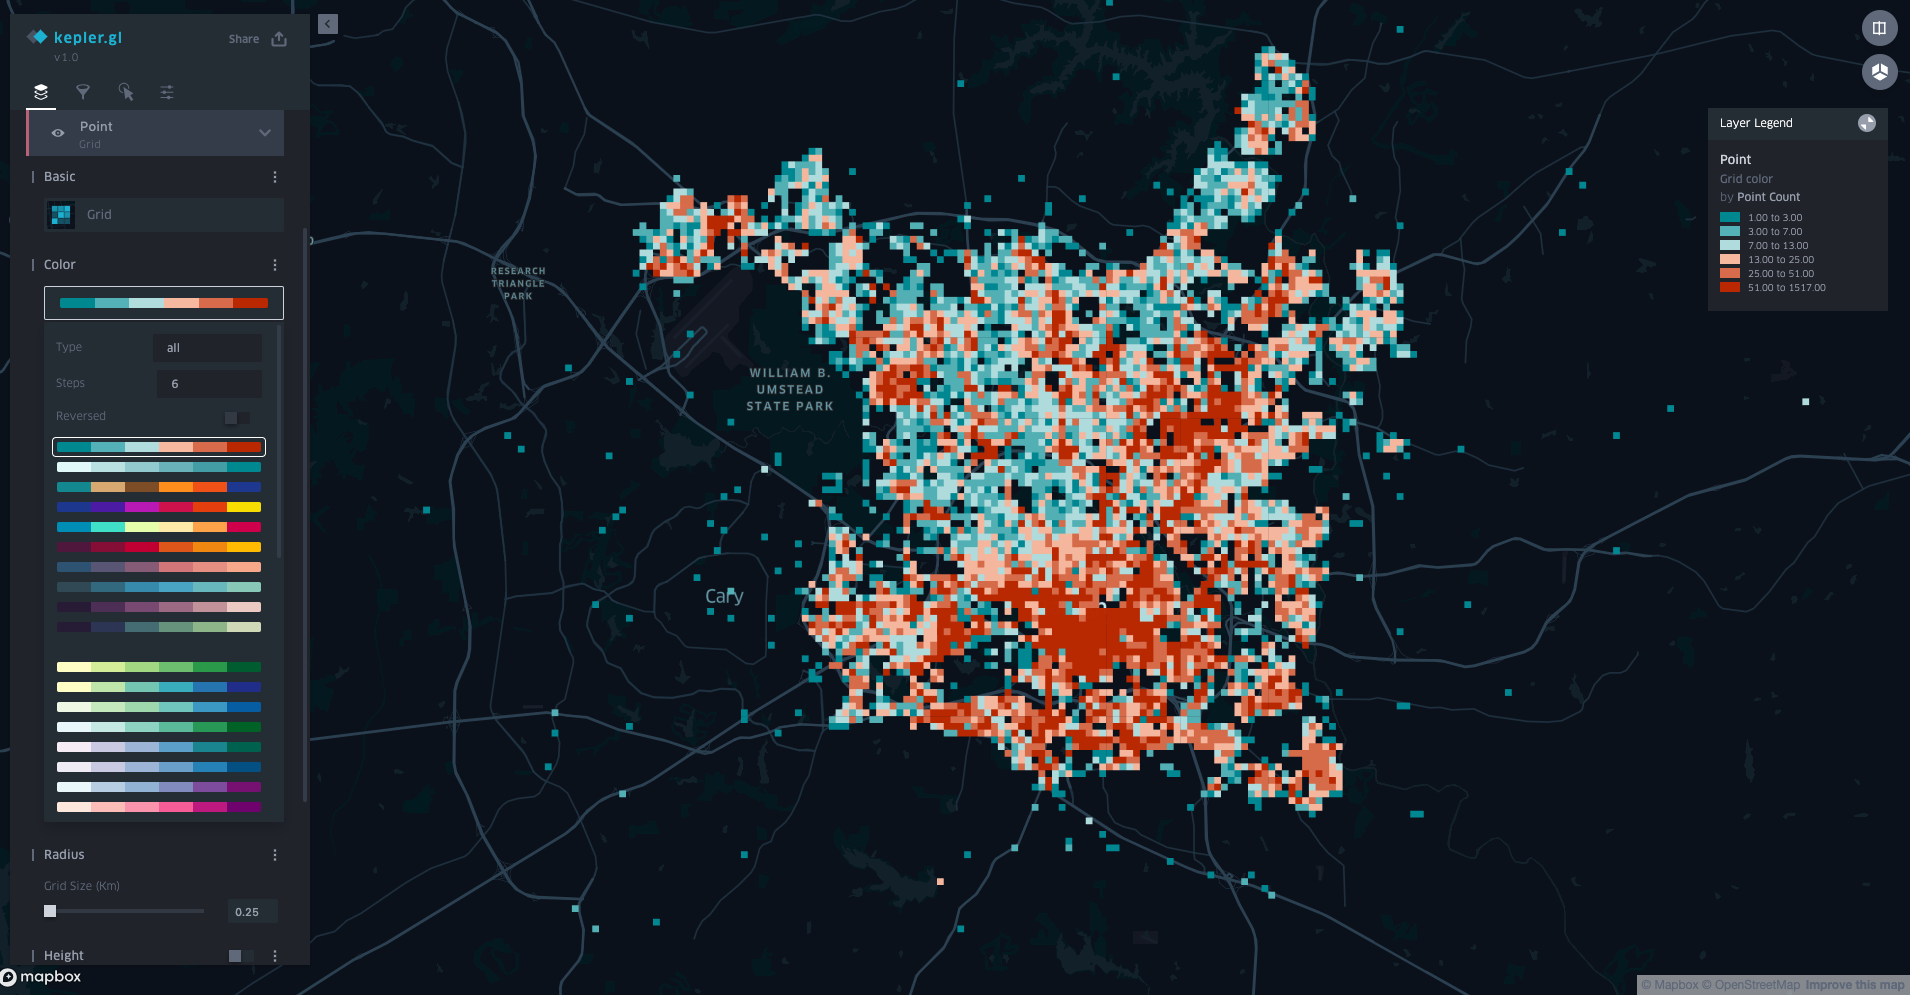 kepler.gl
v1.0
Share
Point
Grid
Basic
Grid
Color
Type
all
Steps
6
Reversed
Radius
Grid Size (Km)
0.25
Height
mapbox
RESEARCH
TRIANGLE
PARK
WILLIAM B.
UMSTEAD
STATE PARK
Cary
Layer Legend
Point
Grid color
by Point Count
1.00 to 3.00
3.00 to 7.00
7.00 to 13.00
13.00 to 25.00
25.00 to 51.00
51.00 to 1517.00
© Mapbox © OpenStreetMap Improve this map